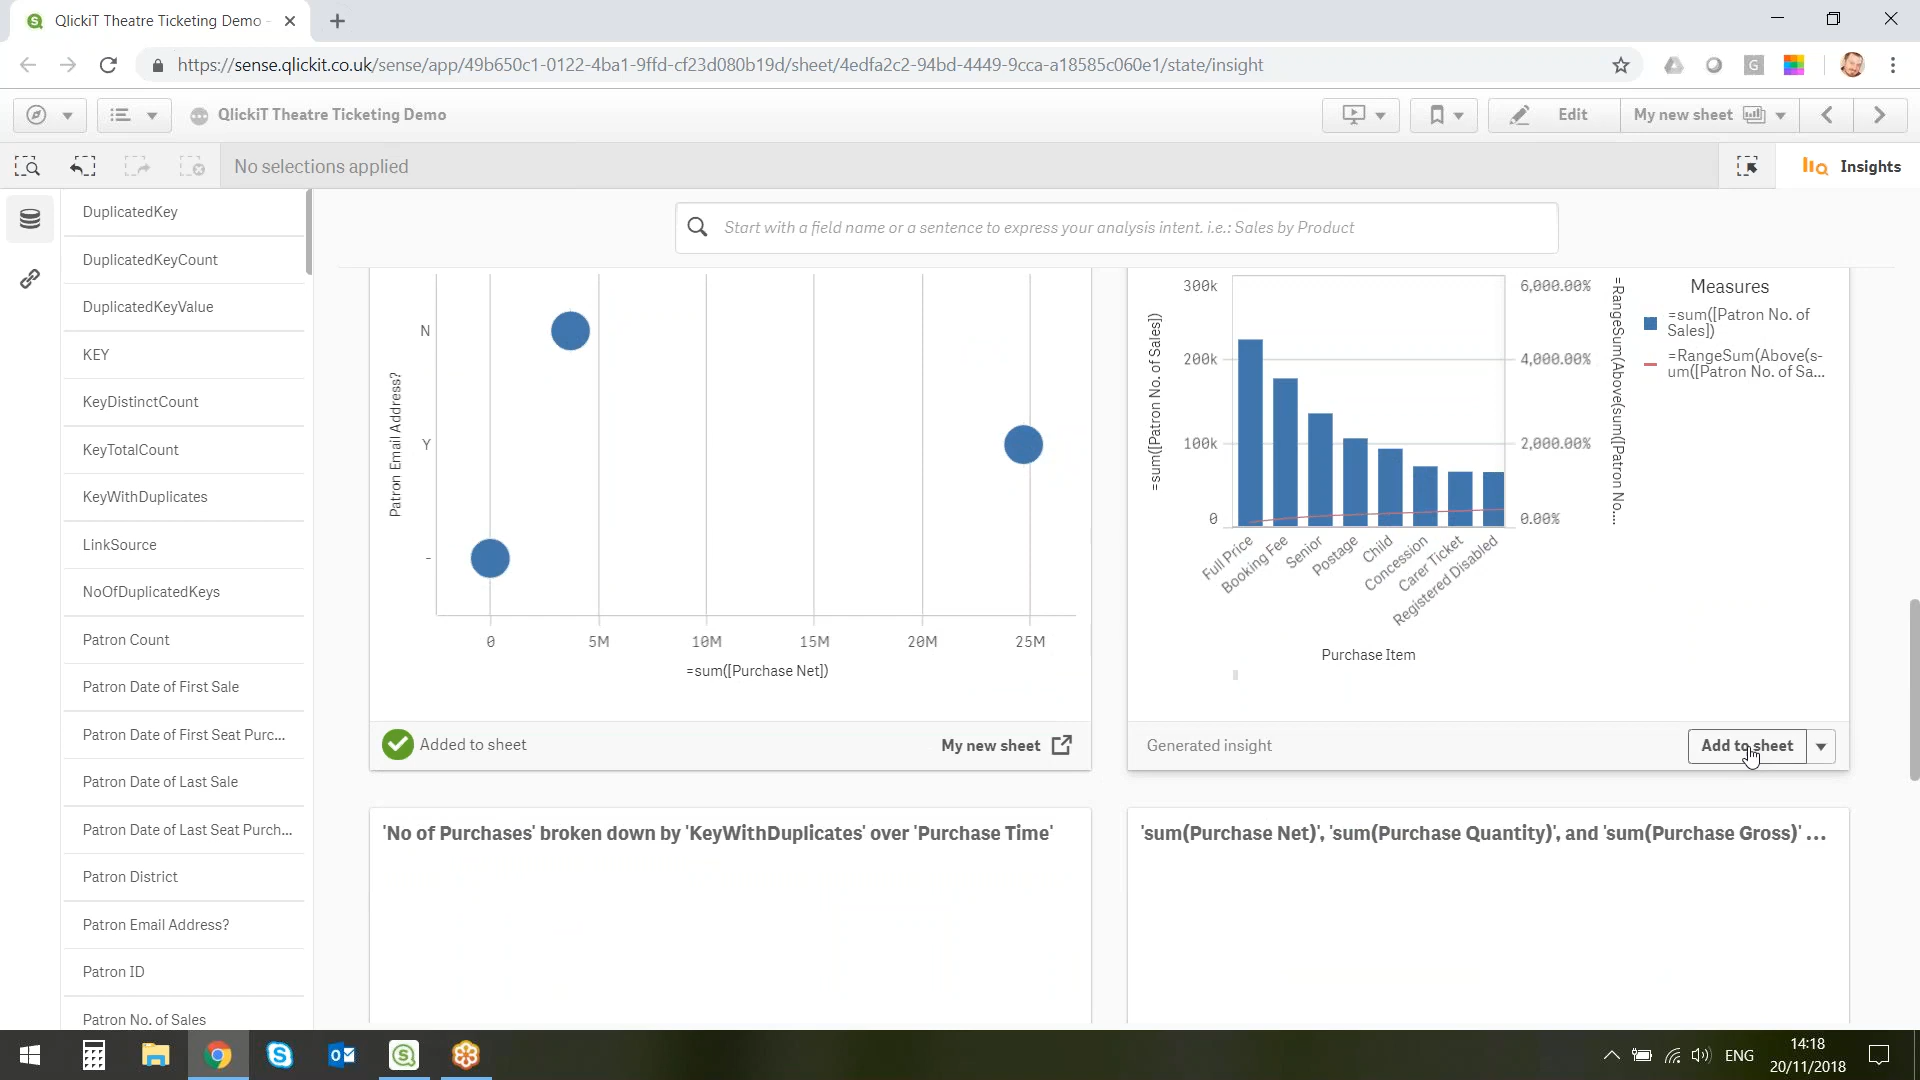 QlickiT Theatre Ticketing Demo -
https://sense.qlickit.co.uk/sense/app/49b650c1-0122-4ba1-9ffd-cf23d080b19d/sheet/4edfa2c2-94bd-4449-9cca-a18585c060e1/state/insight
G
QlickiT Theatre Ticketing Demo
Edit
My new sheet
No selections applied
Insights
DuplicatedKey
DuplicatedKeyCount
DuplicatedKeyValue
KEY
KeyDistinctCount
KeyTotalCount
KeyWithDuplicates
LinkSource
NoOfDuplicatedKeys
Patron Count
Patron Date of First Sale
Patron Date of First Seat Purc...
Patron Date of Last Sale
Patron Date of Last Seat Purch...
Patron District
Patron Email Address?
Patron ID
Patron No. of Sales
Start with a field name or a sentence to express your analysis intent. i.e.: Sales by Product
Patron Email Address?
N
Y
-
0
5M
10M
15M
20M
25M
=sum([Purchase Net])
Added to sheet
My new sheet
=sum([Patron No. of Sales])
300k
200k
100k
0
6,000.00%
4,000.00%
2,000.00%
0.00%
=RangeSum(Above(sum([Patron No....
Full Price
Booking Fee
Senior
Postage
Child
Concession
Carer Ticket
Registered Disabled
Purchase Item
Measures
=sum([Patron No. of
Sales])
=RangeSum(Above(s-
um([Patron No. of Sa...
Generated insight
Add to sheet
'No of Purchases' broken down by 'KeyWithDuplicates' over 'Purchase Time'
'sum(Purchase Net)', 'sum(Purchase Quantity)', and 'sum(Purchase Gross)' ...
ENG
14:18
20/11/2018